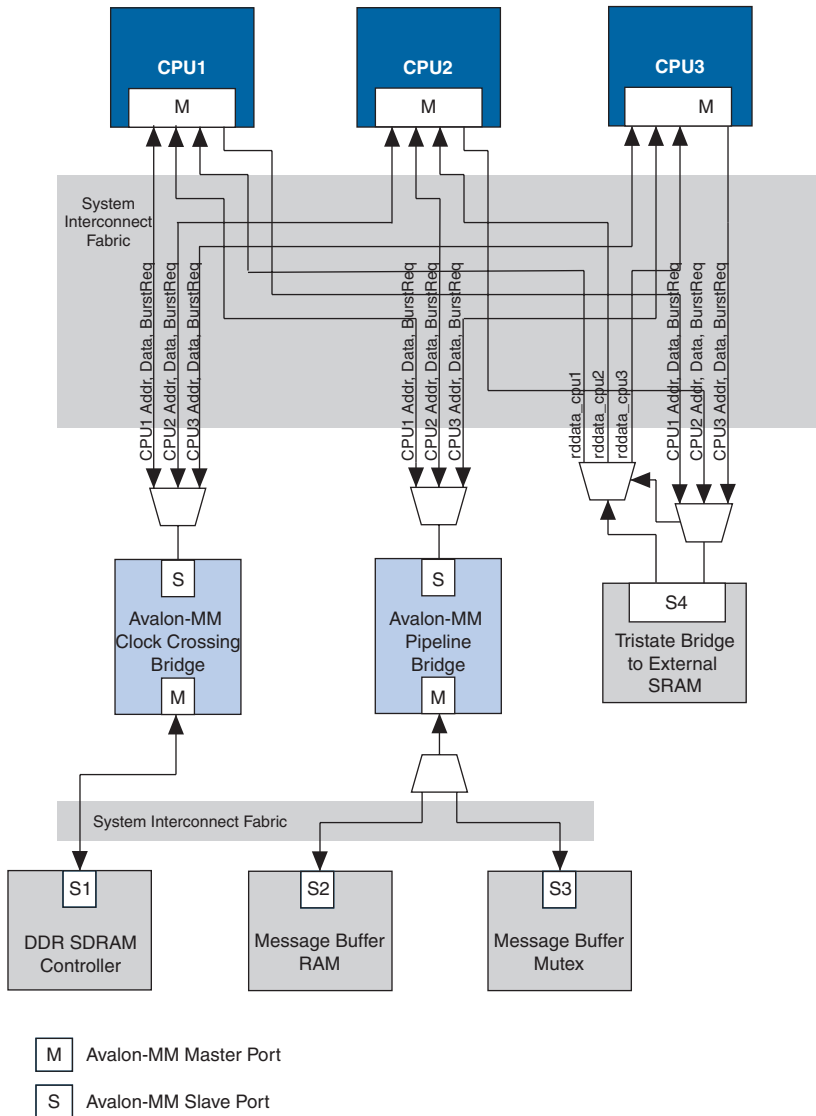 CPU1
CPU2
CPU3
M
M
M
System
Interconnect
Fabric
CPU1 Addr, Data, BurstReq
CPU2 Addr, Data, BurstReq
CPU3 Addr, Data, BurstReq
CPU1 Addr, Data, BurstReq
CPU2 Addr, Data, BurstReq
CPU3 Addr, Data, BurstReq
rddata_cpu1
rddata_cpu2
rddata_cpu3
CPU1 Addr, Data, BurstReq
CPU2 Addr, Data, BurstReq
CPU3 Addr, Data, BurstReq
S
Avalon-MM
Clock Crossing
Bridge
M
S
Avalon-MM
Pipeline
Bridge
M
S4
Tristate Bridge
to External
SRAM
System Interconnect Fabric
S1
DDR SDRAM
Controller
S2
Message Buffer
RAM
S3
Message Buffer
Mutex
M
Avalon-MM Master Port
S
Avalon-MM Slave Port